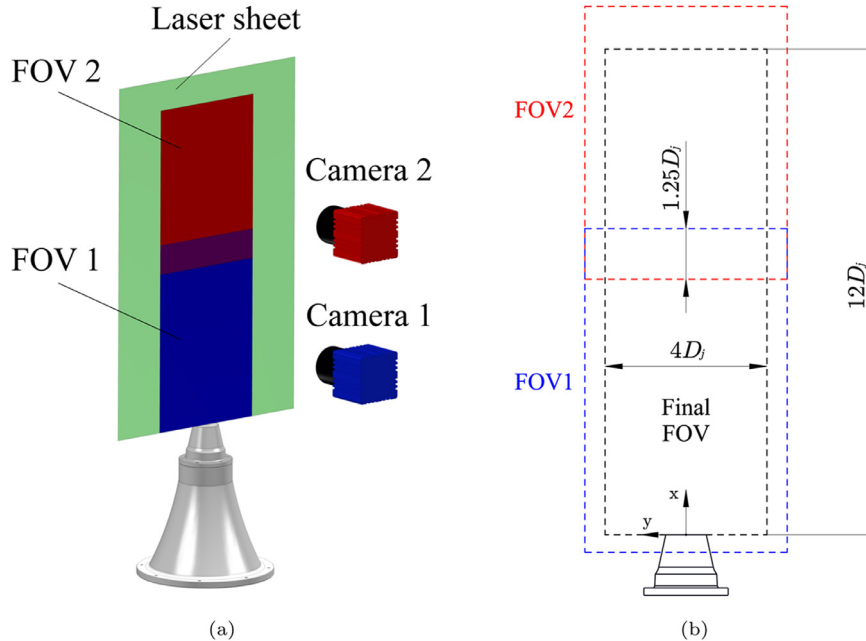 Laser sheet
FOV 2
Camera 2
FOV 1
Camera 1
(a)
FOV2
1.25D_j
12D_j
4D_j
FOV1
Final
FOV
x
y
(b)